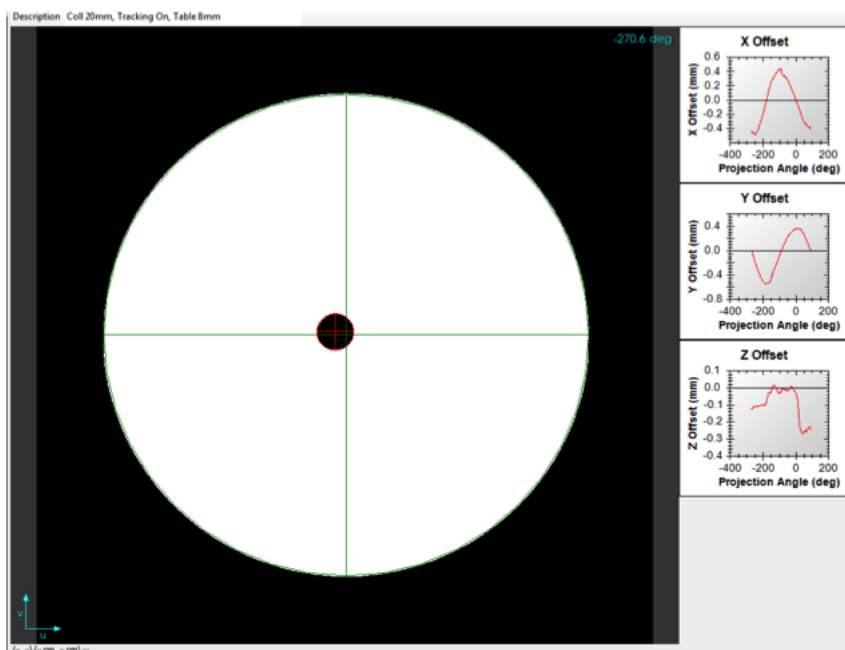 Description Coll 20mm, Tracking On, Table 8mm
-270.6 deg
X Offset
X Offset (mm)
0.6
0.4
0.2
0.0
-0.2
-0.4
-400 -200 0 200
Projection Angle (deg)
Y Offset
Y Offset (mm)
0.4
0.0
-0.4
-0.8
-400 -200 0 200
Projection Angle (deg)
Z Offset
Z Offset (mm)
0.1
0.0
-0.1
-0.2
-0.3
-0.4
-400 -200 0 200
Projection Angle (deg)
v
u